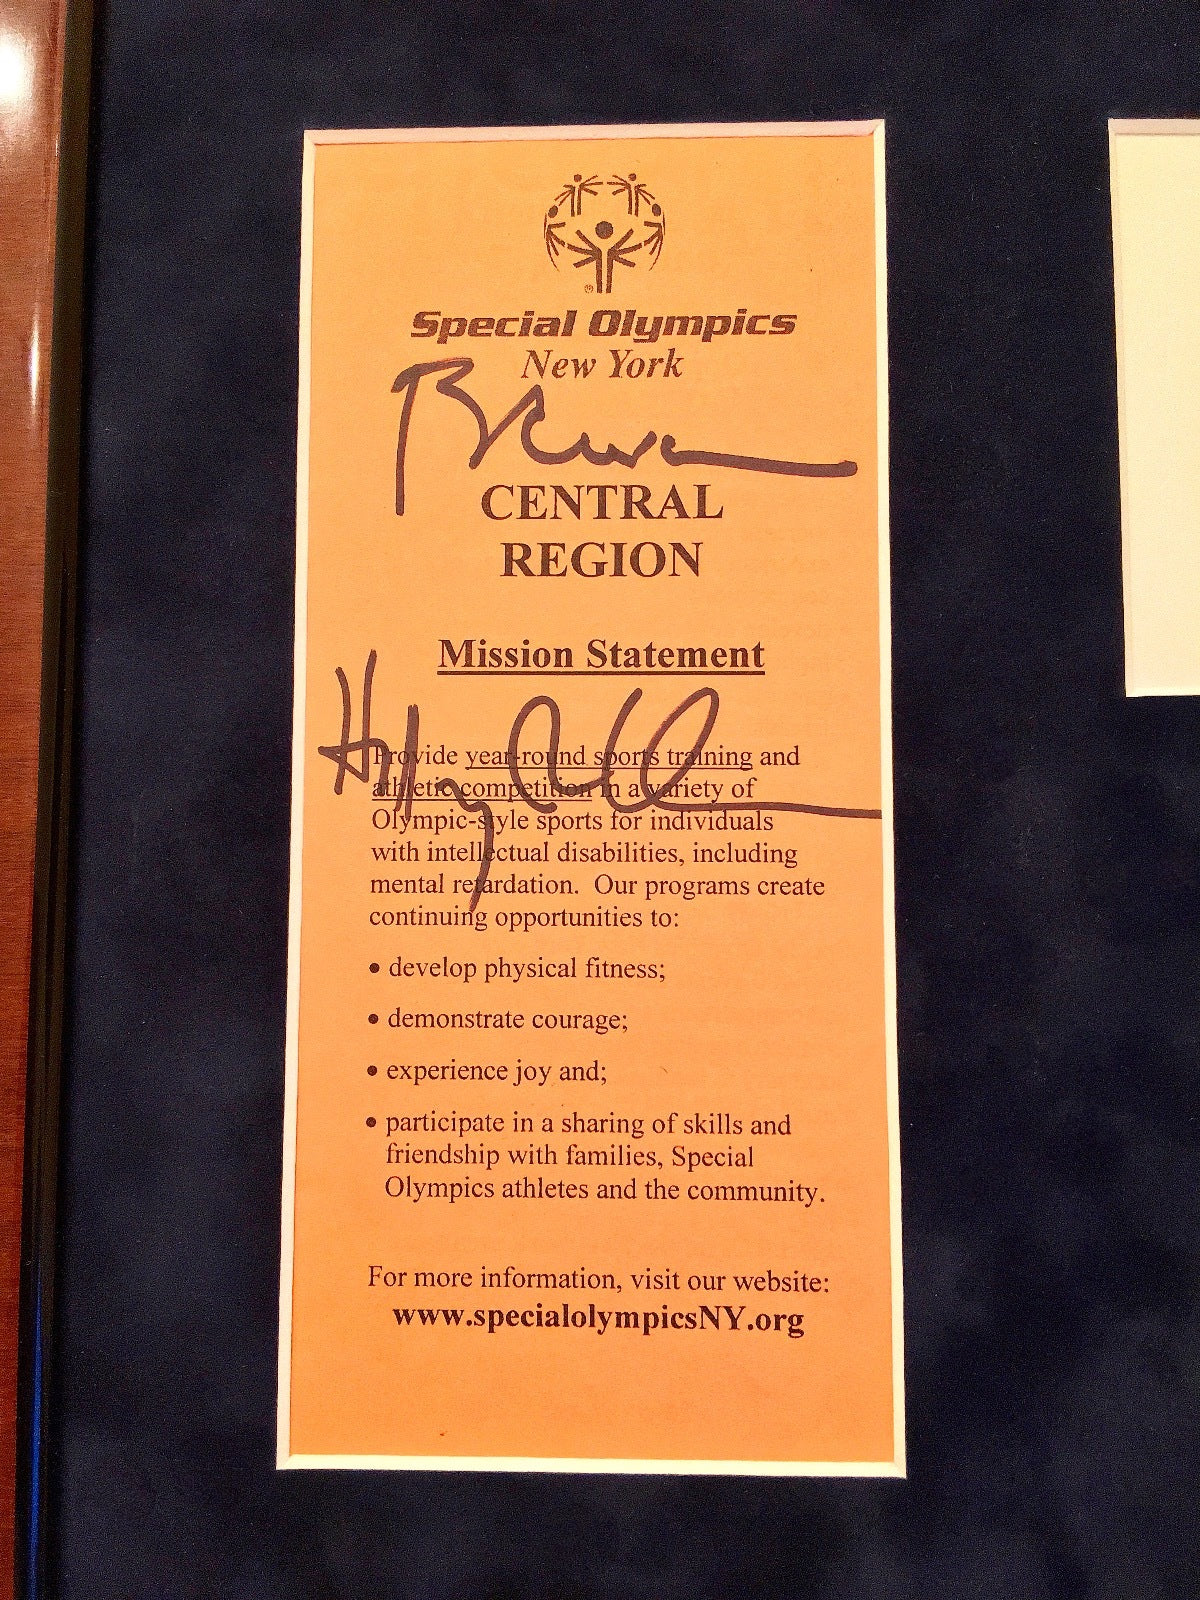 Special Olympics
New York
CENTRAL
REGION
Mission Statement
Provide year-round sports training and
athletic competition in a variety of
Olympic-style sports for individuals
with intellectual disabilities, including
mental retardation. Our programs create
continuing opportunities to:
• develop physical fitness;
• demonstrate courage;
• experience joy and;
• participate in a sharing of skills and
friendship with families, Special
Olympics athletes and the community.
For more information, visit our website:
www.specialolympicsNY.org